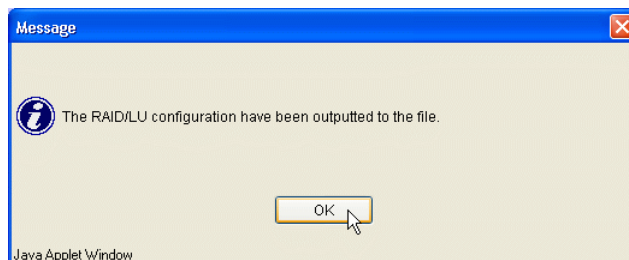 Message
The RAID/LU configuration have been outputted to the file.
OK
Java Applet Window